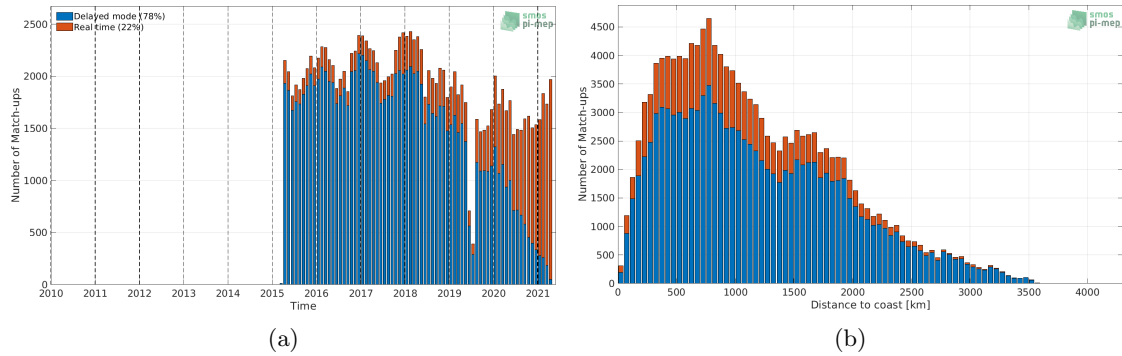 smos
pi-mep
Delayed mode (78%)
Real time (22%)
Number of Match-ups
2500
2000
1500
1000
500
0
2010 2011 2012 2013 2014 2015 2016 2017 2018 2019 2020 2021
Time
(a)
smos
pi-mep
Number of Match-ups
4500
4000
3500
3000
2500
2000
1500
1000
500
0
0 500 1000 1500 2000 2500 3000 3500 4000
Distance to coast [km]
(b)